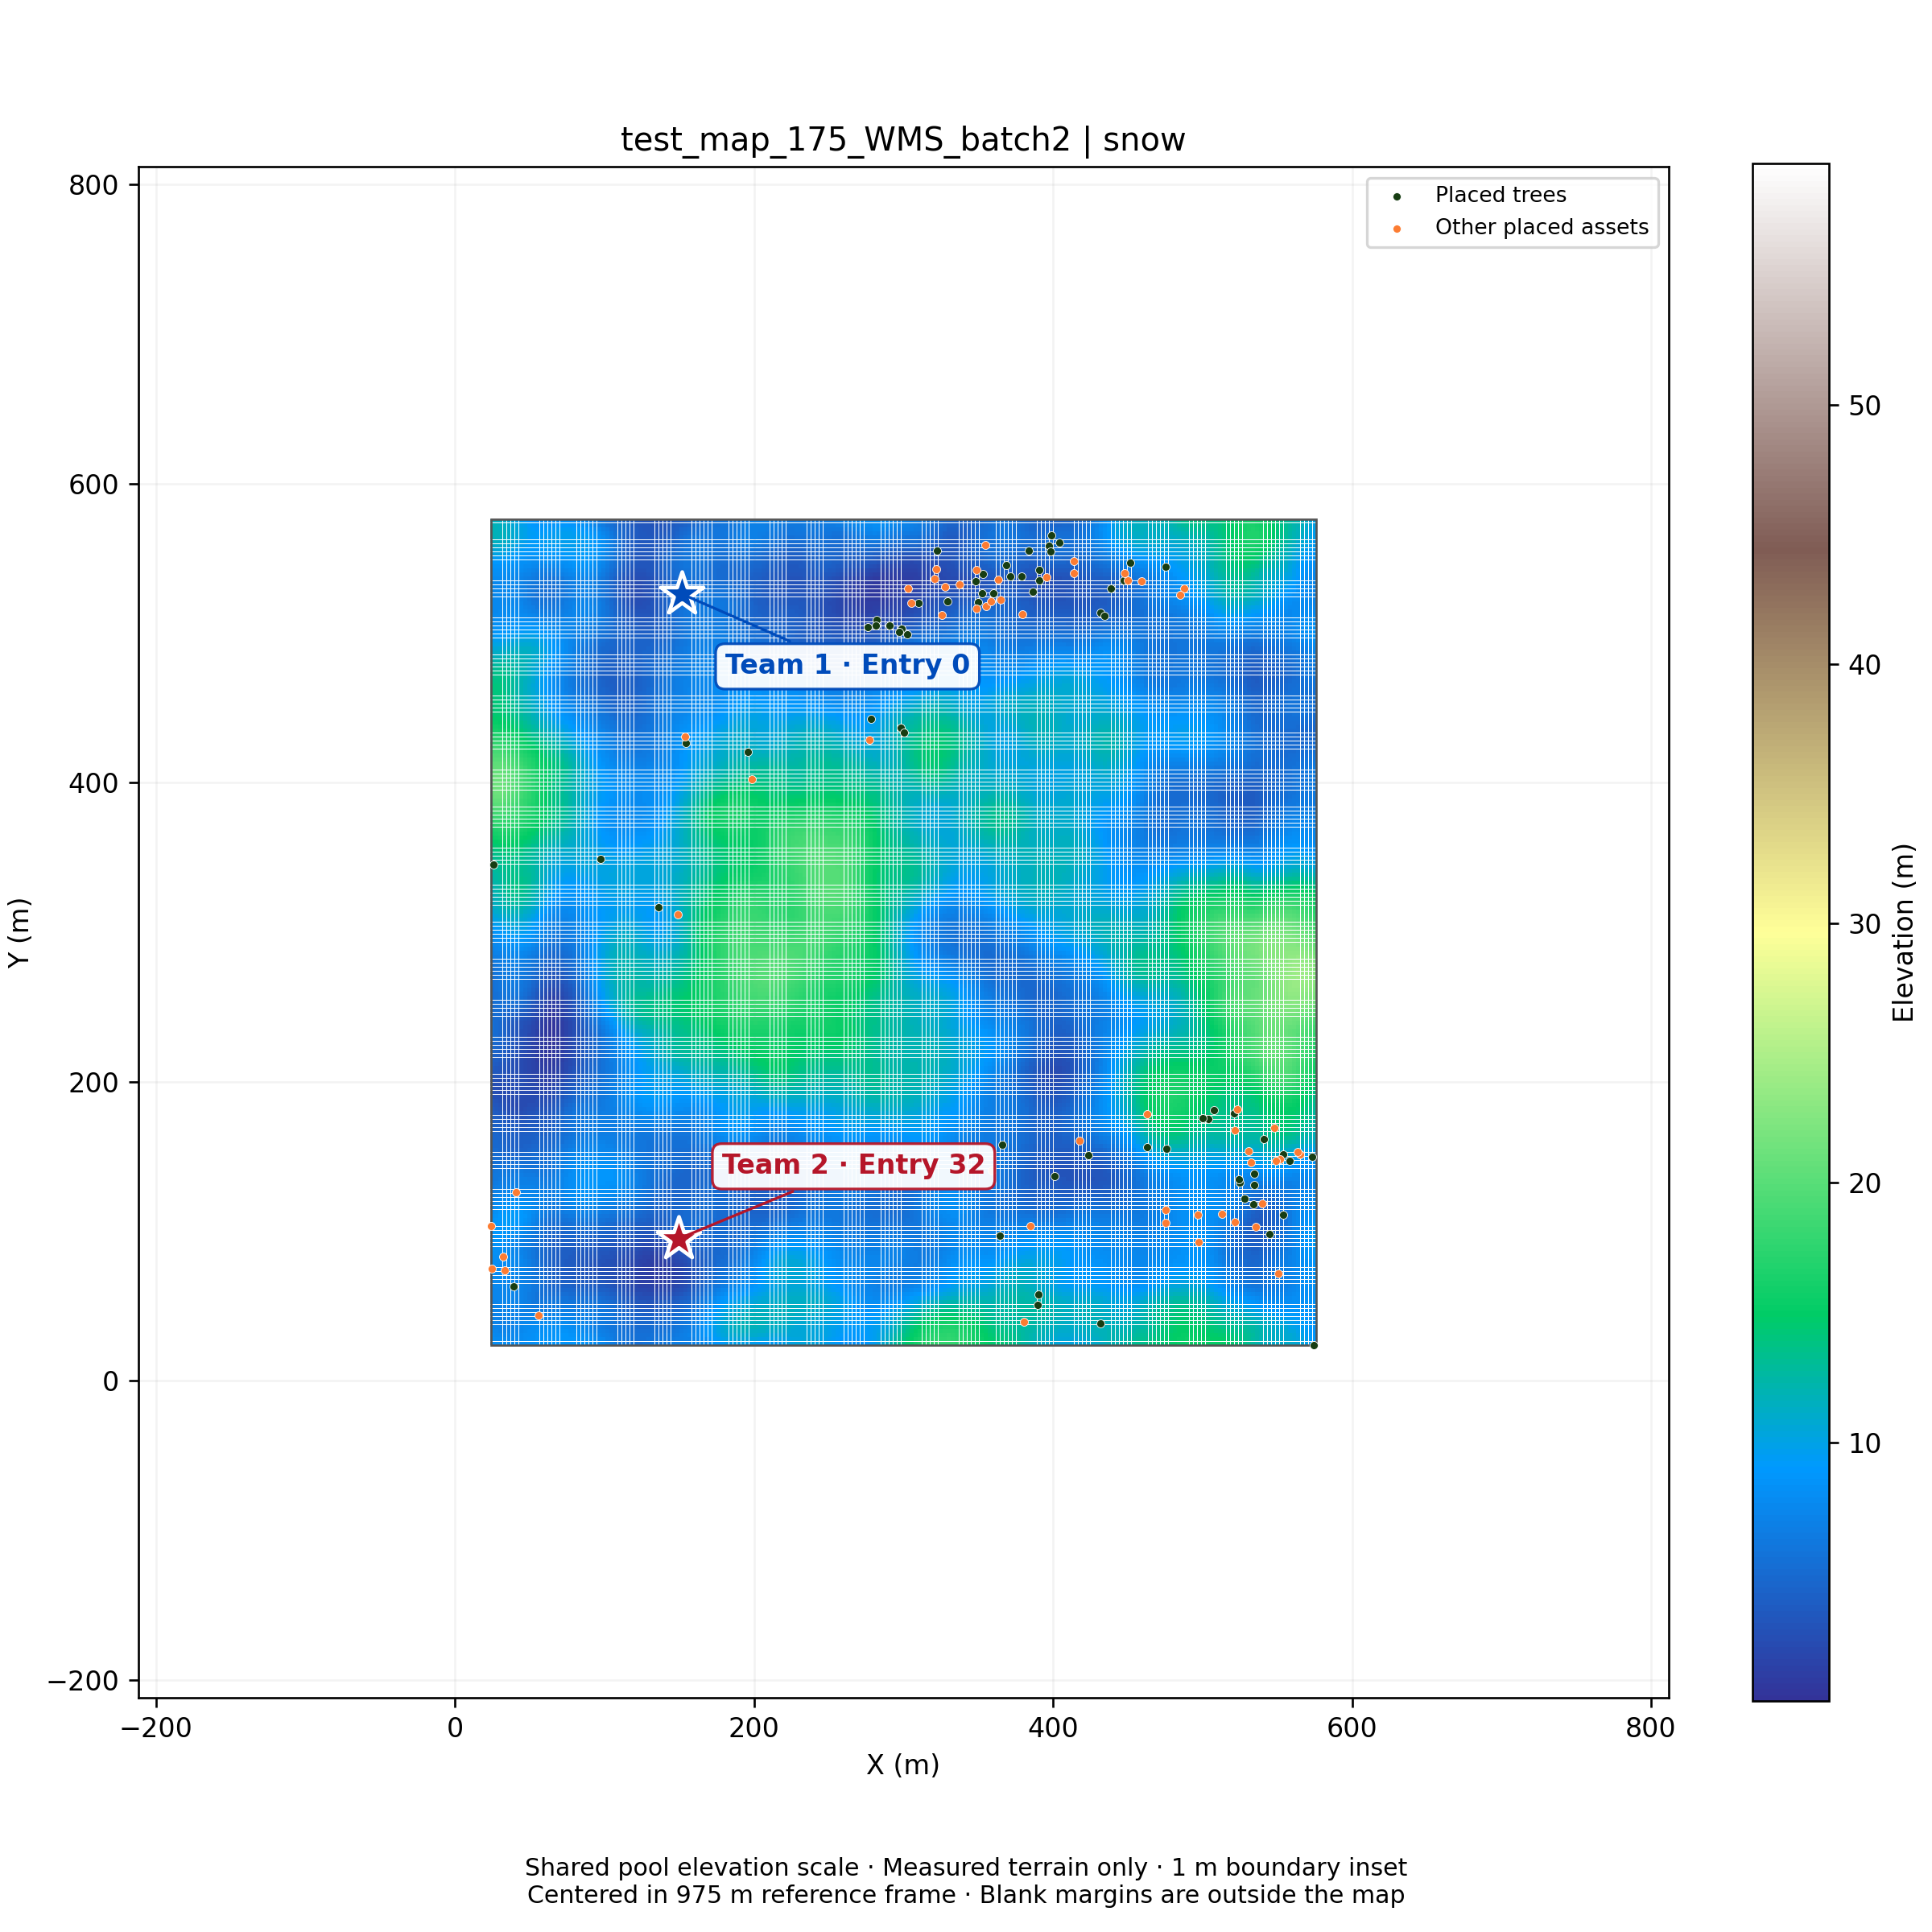 test_map_175_WMS_batch2 | snow
Placed trees
Other placed assets
800
600
400
200
0
−200
Y (m)
Team 1 · Entry 0
Team 2 · Entry 32
−200
0
200
400
600
800
X (m)
50
40
30
20
10
Elevation (m)
Shared pool elevation scale · Measured terrain only · 1 m boundary inset
Centered in 975 m reference frame · Blank margins are outside the map